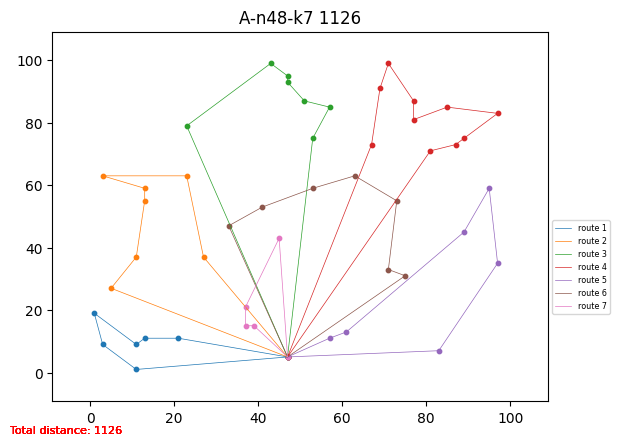 A-n48-k7 1126
100
80
60
40
20
0
0 20 40 60 80 100
route 1
route 2
route 3
route 4
route 5
route 6
route 7
Total distance: 1126